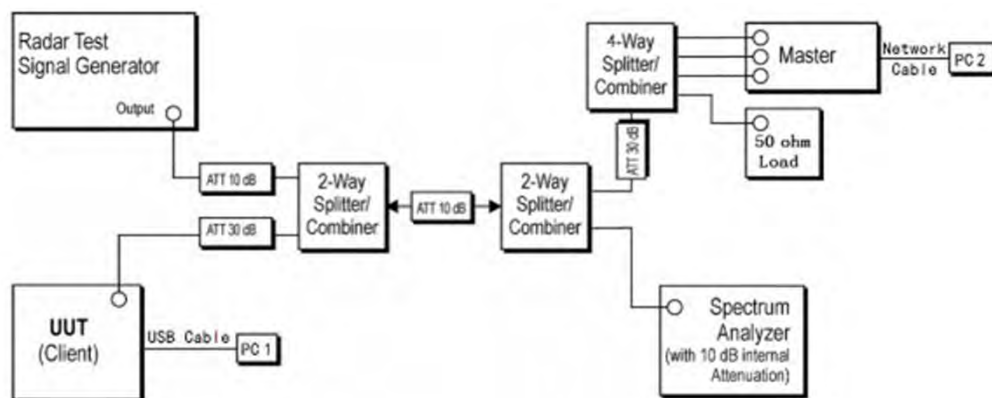 Radar Test
Signal Generator
Output
ATT 10 dB
ATT 30 dB
2-Way
Splitter/
Combiner
ATT 10 dB
2-Way
Splitter/
Combiner
4-Way
Splitter/
Combiner
ATT 30 dB
Master
Network
Cable
PC 2
50 ohm
Load
UUT
(Client)
USB Cable
PC 1
Spectrum
Analyzer
(with 10 dB internal
Attenuation)